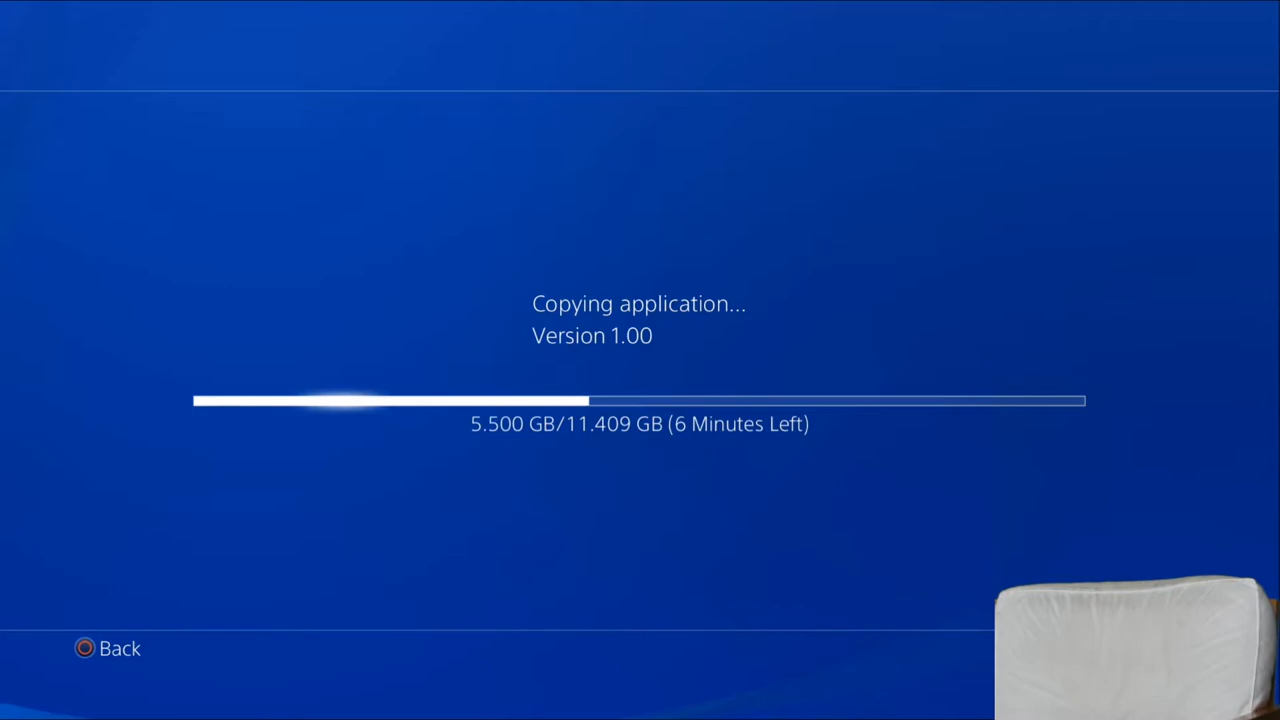 Copying application...
Version 1.00
5.500 GB/11.409 GB (6 Minutes Left)
Back